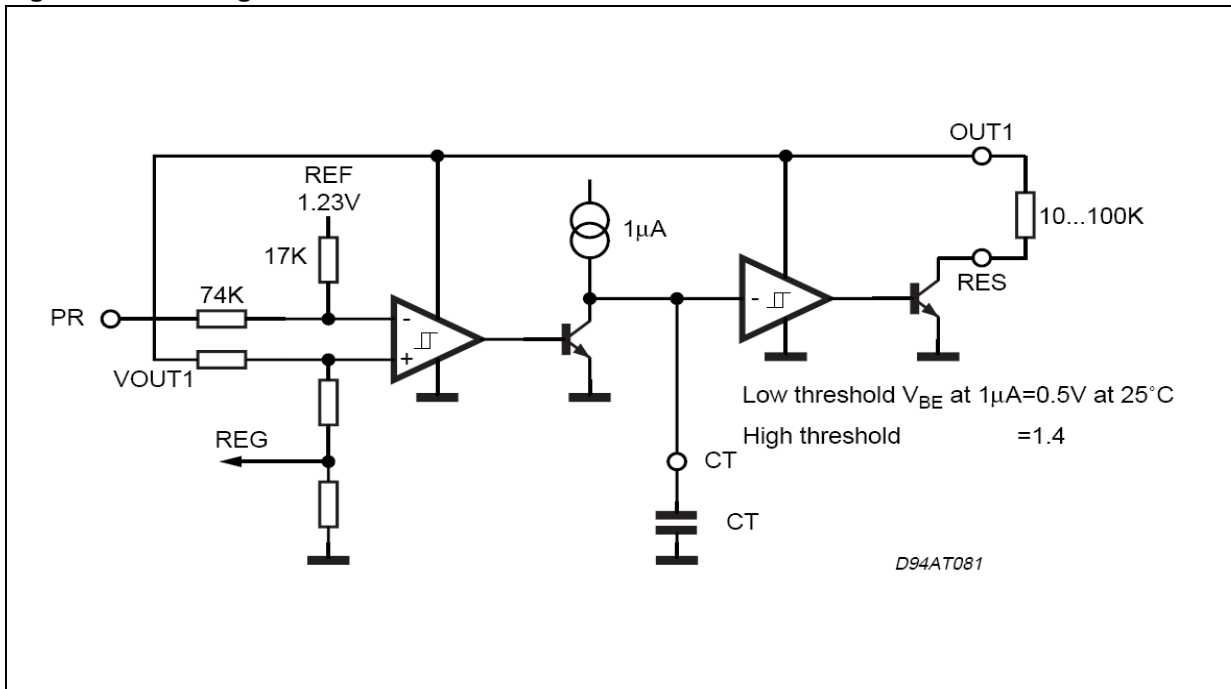 OUT1
REF
1.23V
17K
1μA
10...100K
RES
74K
PR
-
-
+
VOUT1
Low threshold VBE at 1μA=0.5V at 25°C
High threshold =1.4
REG
CT
CT
D94AT081